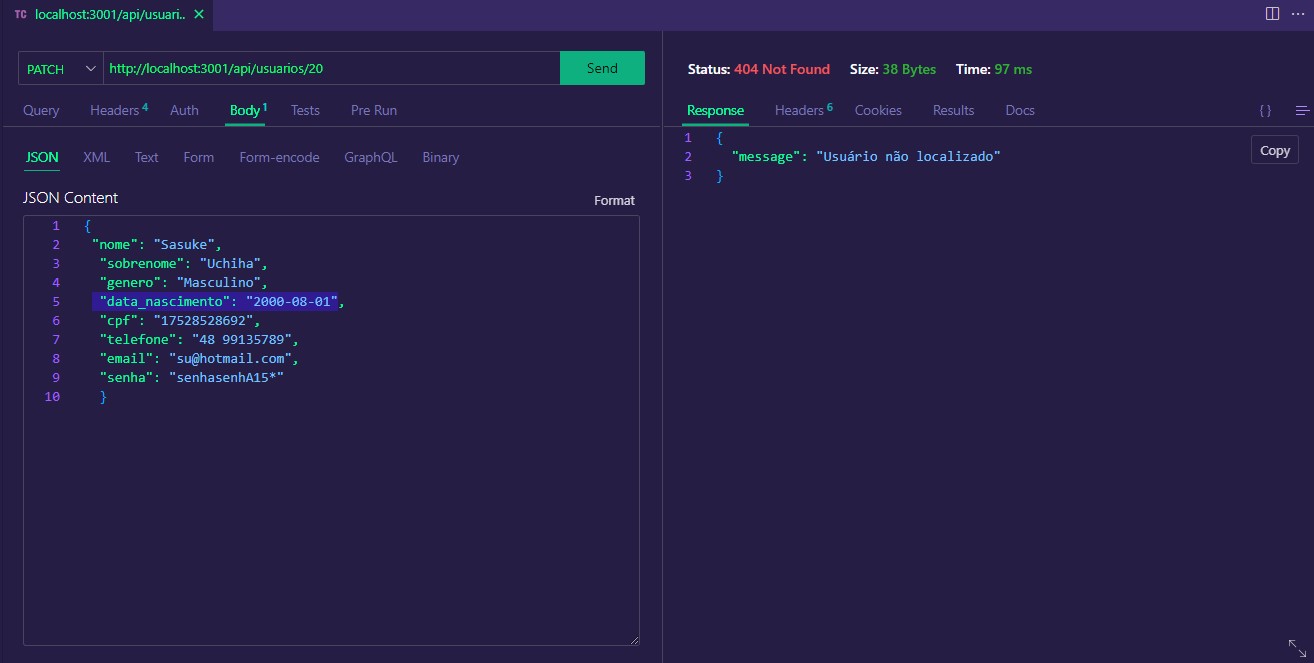 TC localhost:3001/api/usuari.. ×
PATCH http://localhost:3001/api/usuarios/20 Send
Query Headers 4 Auth Body 1 Tests Pre Run
JSON XML Text Form Form-encode GraphQL Binary
JSON Content Format
1 {
2 "nome": "Sasuke",
3 "sobrenome": "Uchiha",
4 "genero": "Masculino",
5 "data_nascimento": "2000-08-01",
6 "cpf": "17528528692",
7 "telefone": "48 99135789",
8 "email": "su@hotmail.com",
9 "senha": "senhasenhA15*"
10 }
Status: 404 Not Found Size: 38 Bytes Time: 97 ms
Response Headers 6 Cookies Results Docs { }
1 {
2 "message": "Usuário não localizado"
3 }
Copy